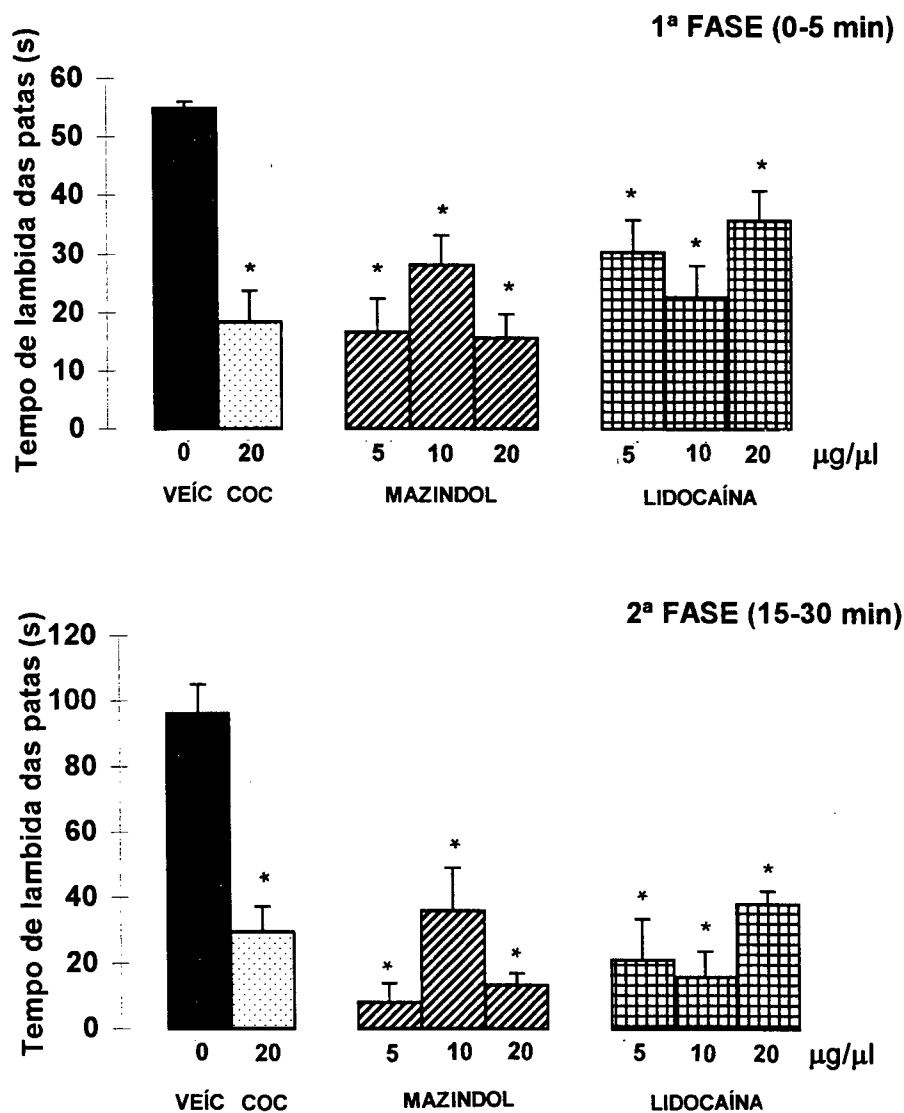 1ª FASE (0-5 min)
Tempo de lambida das patas (s)
60
50
40
30
20
10
0
* * * * * * *
0 20 5 10 20 5 10 20 µg/µl
VEÍC COC MAZINDOL LIDOCAÍNA
2ª FASE (15-30 min)
Tempo de lambida das patas (s)
120
100
80
60
40
20
0
* * * * * * *
0 20 5 10 20 5 10 20 µg/µl
VEÍC COC MAZINDOL LIDOCAÍNA